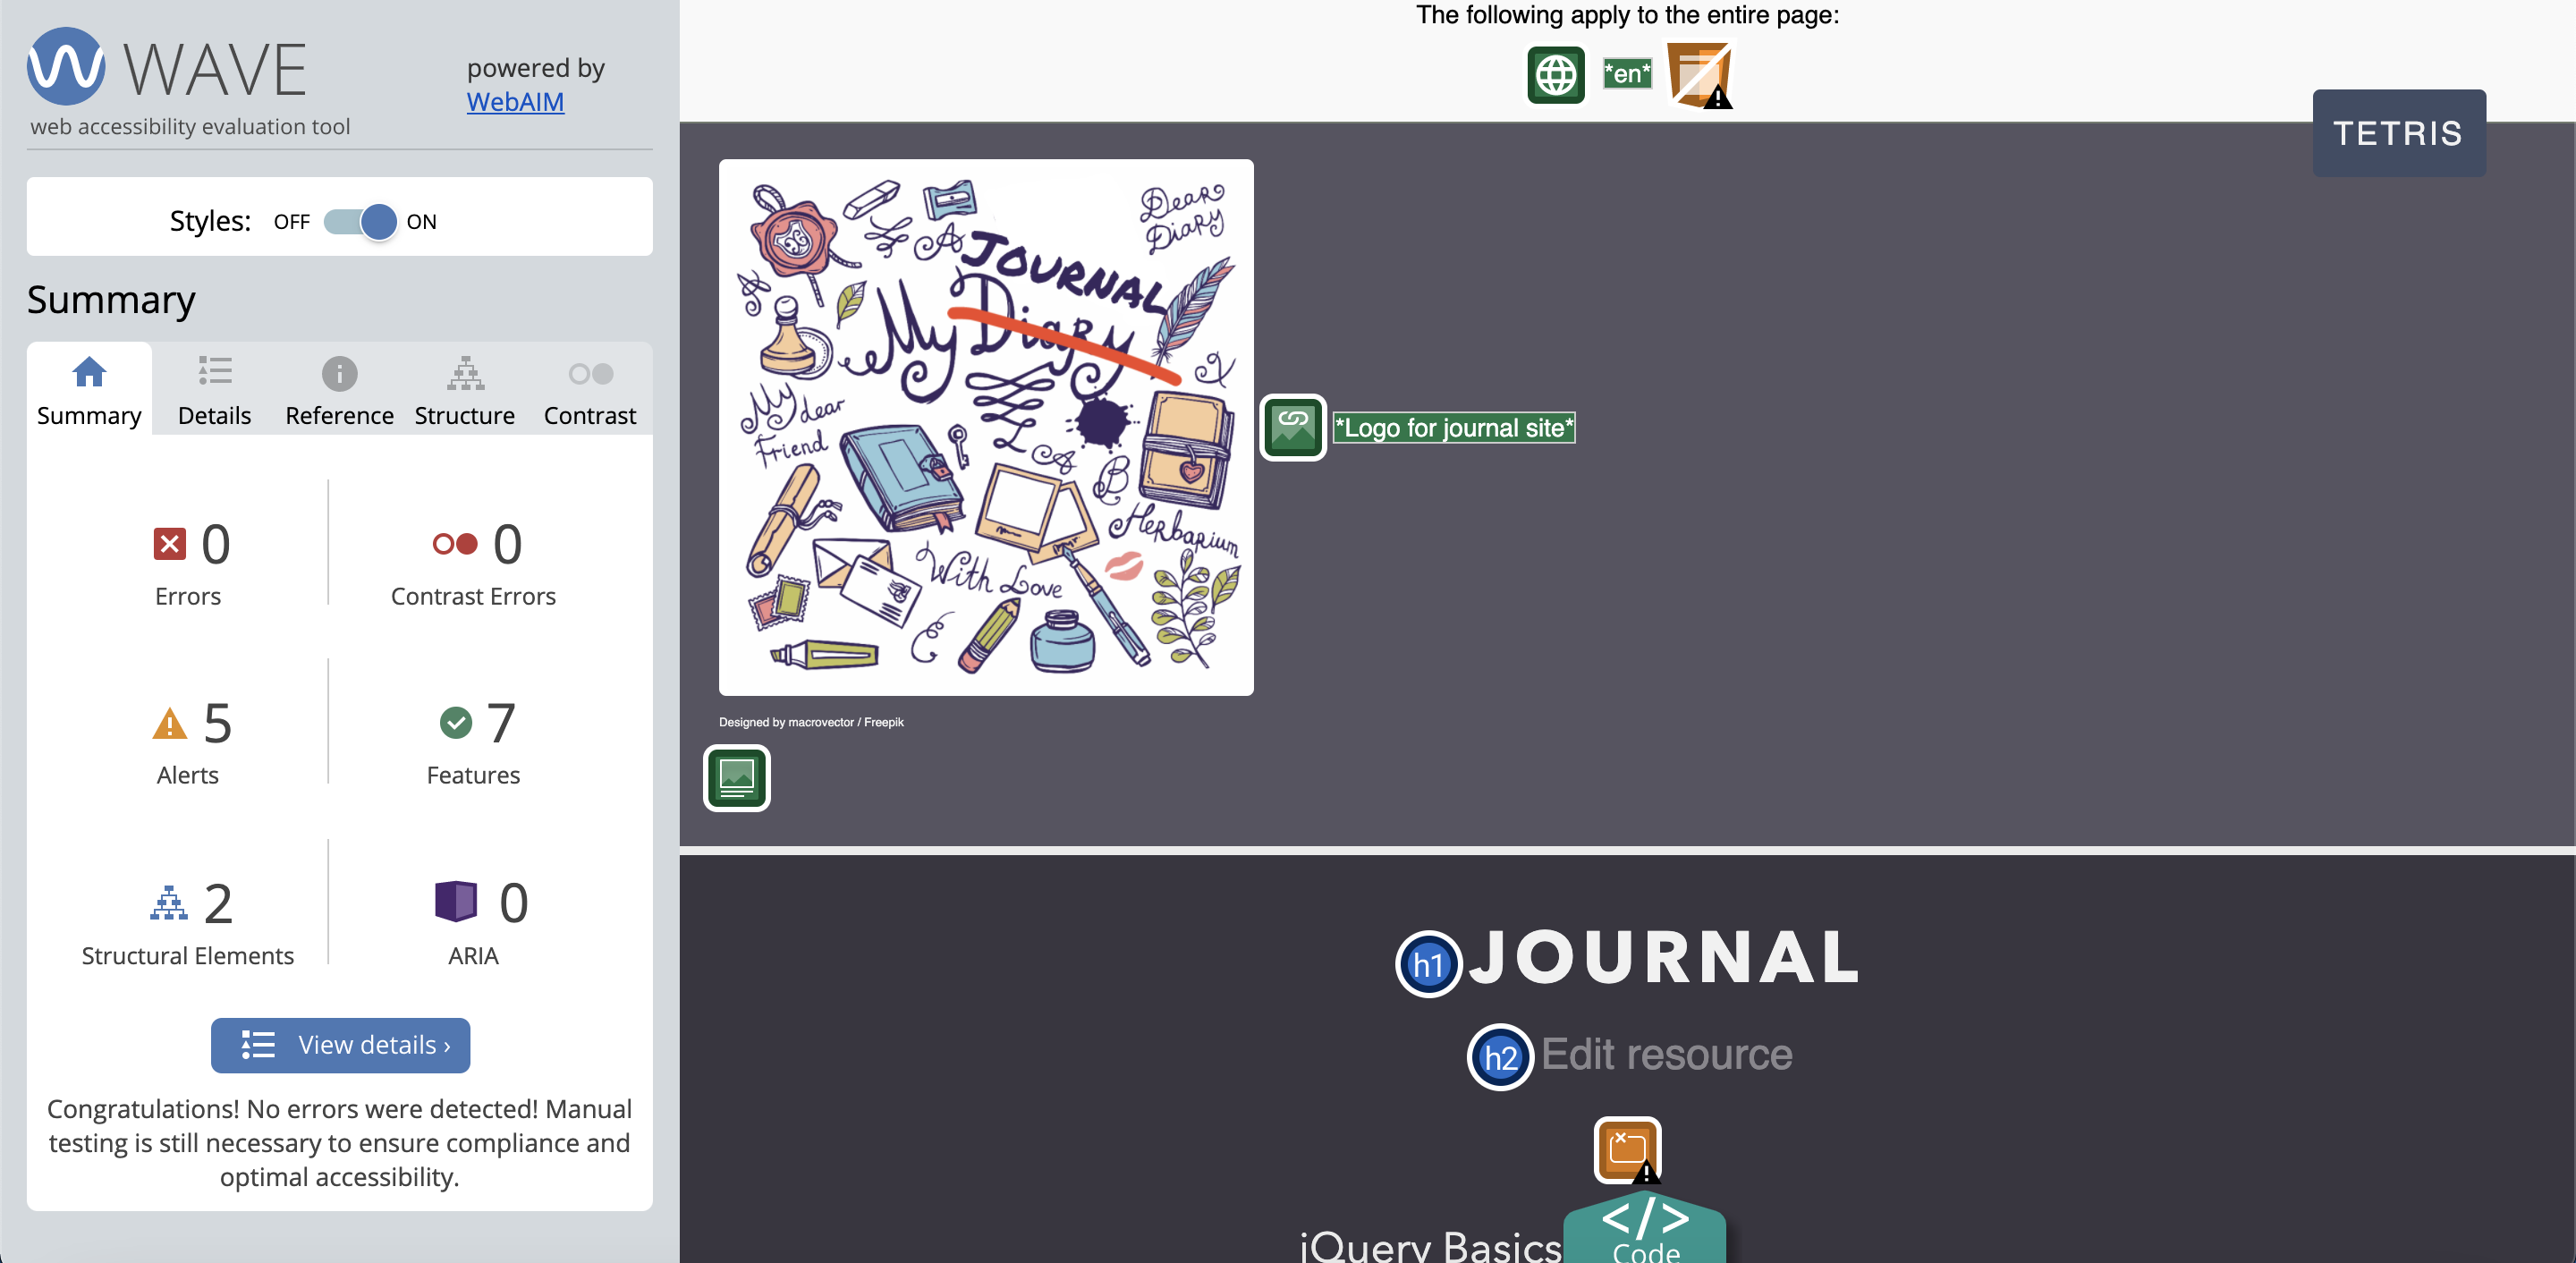 WAVE
powered by
WebAIM
web accessibility evaluation tool
Styles: OFF ON
Summary
Summary Details Reference Structure Contrast
0
Errors
0
Contrast Errors
5
Alerts
7
Features
2
Structural Elements
0
ARIA
View details ›
Congratulations! No errors were detected! Manual
testing is still necessary to ensure compliance and
optimal accessibility.
The following apply to the entire page:
*en*
TETRIS
Dear
Diary
A
JOURNAL
My Diary
My dear
Friend
A
B
Herbarium
With Love
*Logo for journal site*
Designed by macrovector / Freepik
h1 JOURNAL
h2 Edit resource
</>
jQuery Basics Code